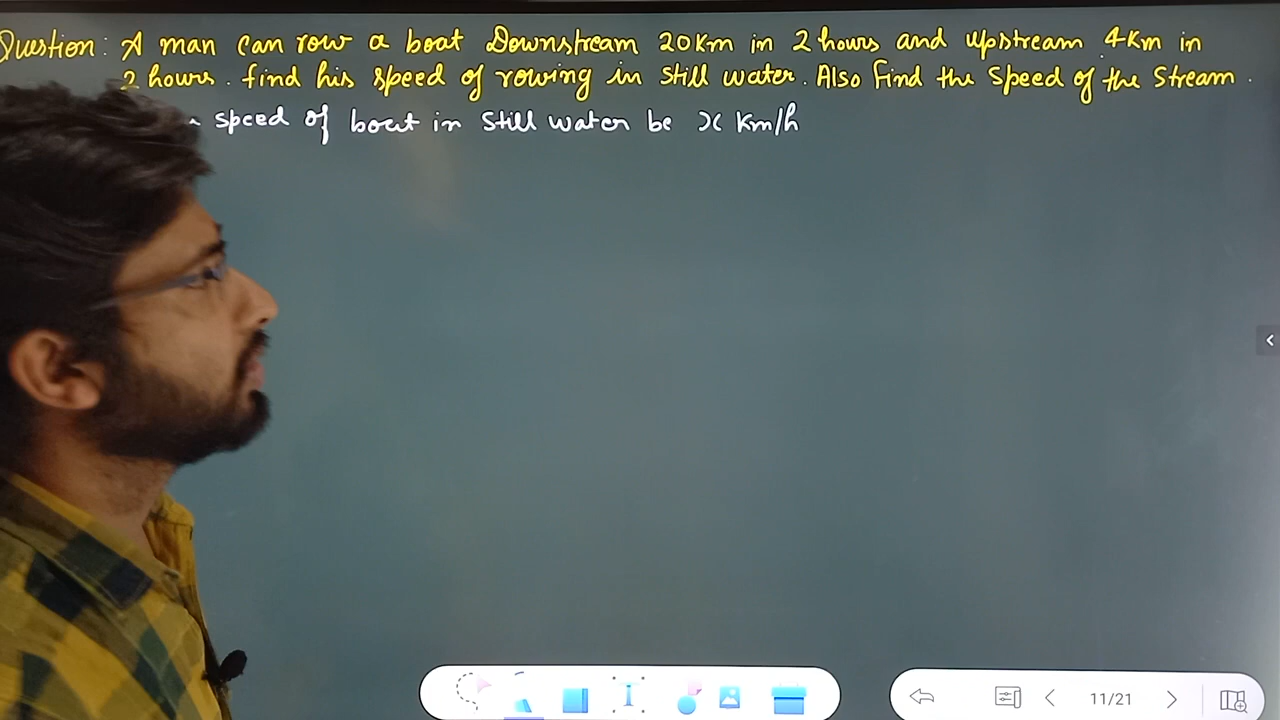 Question: A man can row a boat Downstream 20Km in 2 hours and upstream 4Km in
2 hours. find his speed of rowing in still water. Also find the Speed of the Stream.
speed of boat in still water be x Km/h
11/21